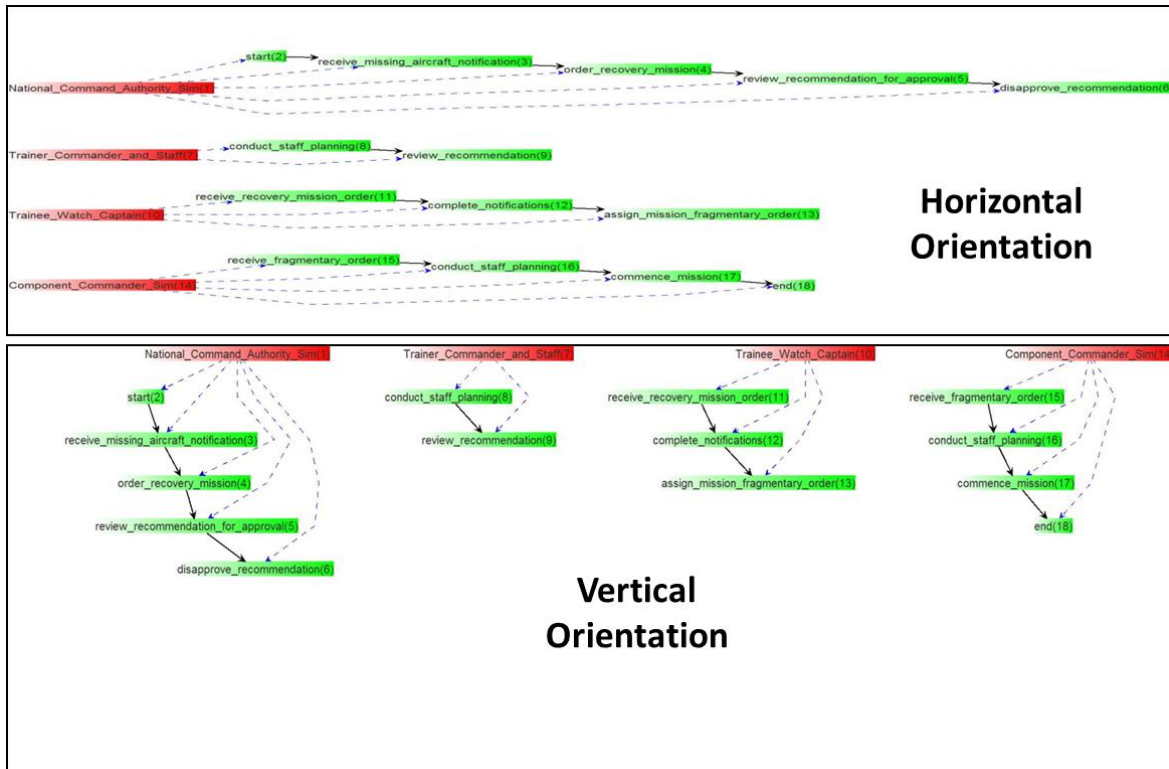 start(2)
receive_missing_aircraft_notification(3)
order_recovery_mission(4)
review_recommendation_for_approval(5)
National_Command_Authority_Sim(1
disapprove_recommendation(6
conduct_staff_planning(8)
Trainer_Commander_and_Staff(7
review_recommendation(9)
receive_recovery_mission_order(11)
complete_notifications(12)
Trainee_Watch_Captain(10)
assign_mission_fragmentary_order(13)
receive_fragmentary_order(15)
conduct_staff_planning(16)
commence_mission(17)
Component_Commander_Sim(14)
end(18)
Horizontal
Orientation
National_Command_Authority_Sim(1
Trainer_Commander_and_Staff(7
Trainee_Watch_Captain(10)
Component_Commander_Sim(14
start(2)
conduct_staff_planning(8)
receive_recovery_mission_order(11)
receive_fragmentary_order(15)
receive_missing_aircraft_notification(3)
review_recommendation(9)
complete_notifications(12)
conduct_staff_planning(16)
order_recovery_mission(4)
assign_mission_fragmentary_order(13)
commence_mission(17)
review_recommendation_for_approval(5)
end(18)
disapprove_recommendation(6)
Vertical
Orientation